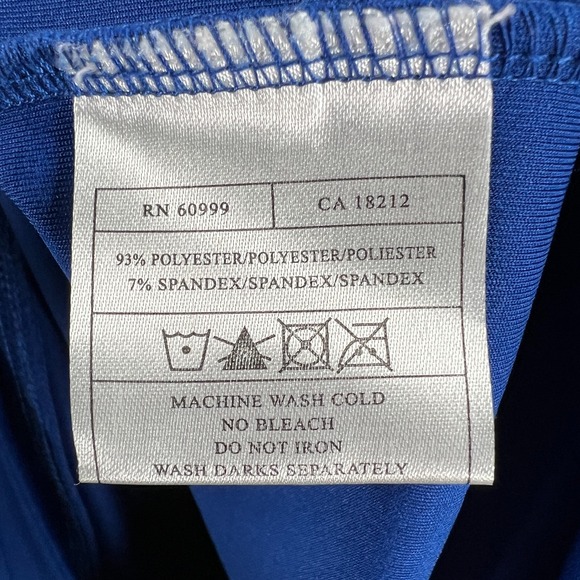 RN 60999
CA 18212
93% POLYESTER/POLYESTER/POLIESTER
7% SPANDEX/SPANDEX/SPANDEX
MACHINE WASH COLD
NO BLEACH
DO NOT IRON
WASH DARKS SEPARATELY